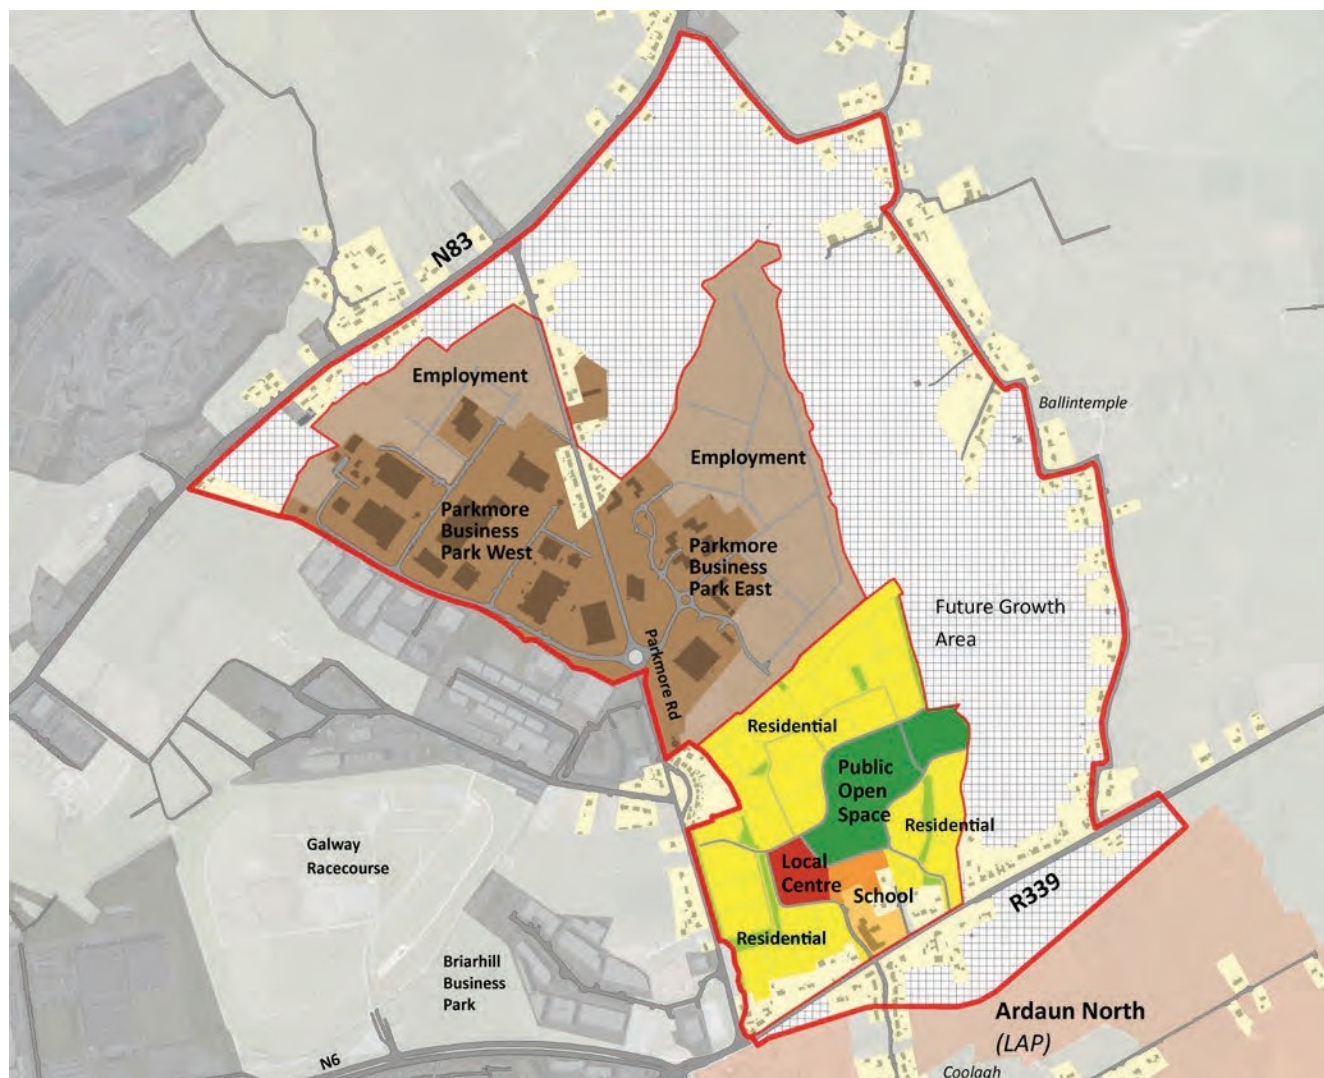 N83
Employment
Ballintemple
Employment
Parkmore
Business
Park West
Parkmore
Business
Park East
Future Growth
Area
Parkmore Rd
Residential
Public
Open
Space
Residential
Galway
Racecourse
Local
Centre
School
R339
Residential
Briarhill
Business
Park
Ardaun North
(LAP)
N6
Coolagh